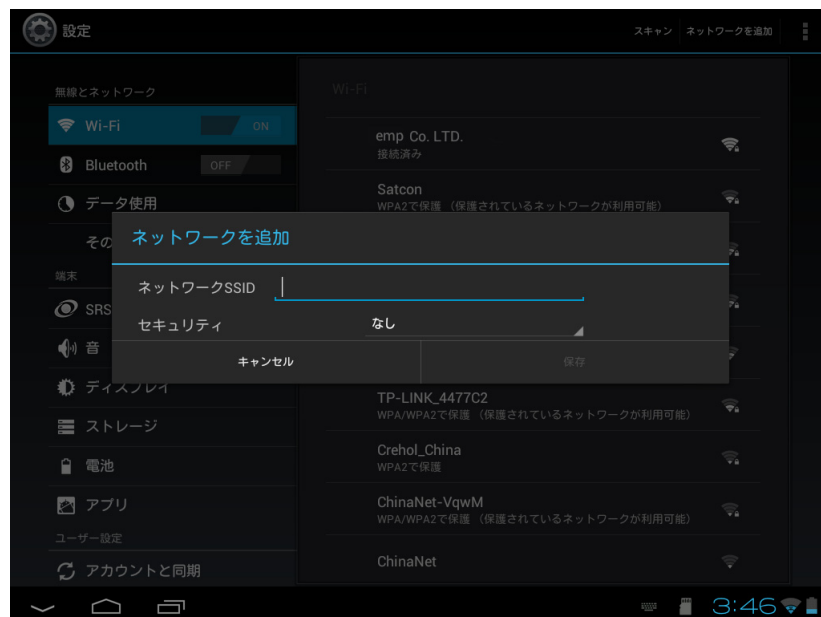 設定
スキャン ネットワークを追加
無線とネットワーク
Wi-Fi ON
Bluetooth OFF
データ使用
その
端末
SRS
音
ディスプレイ
ストレージ
電池
アプリ
ユーザー設定
アカウントと同期
Wi-Fi
emp Co. LTD.
接続済み
Satcon
WPA2で保護 (保護されているネットワークが利用可能)
ネットワークを追加
ネットワークSSID
セキュリティ なし
キャンセル 保存
TP-LINK_4477C2
WPA/WPA2で保護 (保護されているネットワークが利用可能)
Crehol_China
WPA2で保護
ChinaNet-VqwM
WPA/WPA2で保護 (保護されているネットワークが利用可能)
ChinaNet
3:46